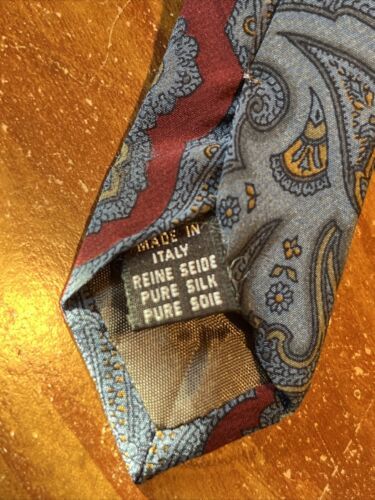 MADE IN
ITALY
REINE SEIDE
PURE SILK
PURE SOIE